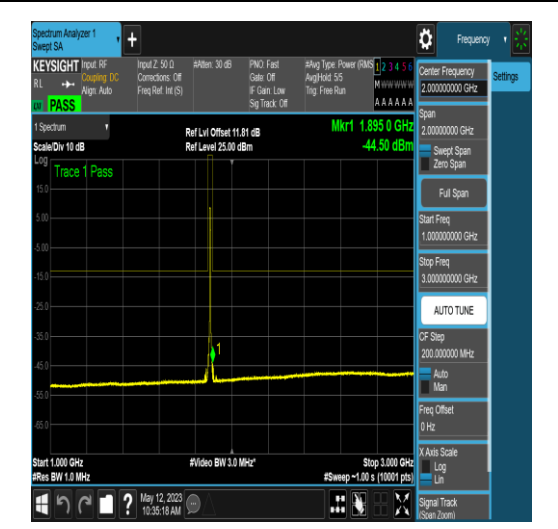 Spectrum Analyzer 1
Swept SA
Frequency
KEYSIGHT
Input: RF
Coupling: DC
Align: Auto
Input Z: 50 Ω
Corrections: Off
Freq Ref: Int (S)
#Atten: 30 dB
PNO: Fast
Gate: Off
IF Gain: Low
Sig Track: Off
#Avg Type: Power (RMS
Avg|Hold: 5/5
Trig: Free Run
1 2 3 4 5 6
M W W W W W
A A A A A A
R L
LW
PASS
1 Spectrum
Scale/Div 10 dB
Ref Lvl Offset 11.81 dB
Ref Level 25.00 dBm
Mkr1 1.895 0 GHz
-44.50 dBm
Log
Trace 1 Pass
15.0
5.00
-5.00
-15.0
-25.0
-35.0
-45.0
-55.0
-65.0
1
Start 1.000 GHz
#Res BW 1.0 MHz
#Video BW 3.0 MHz*
Stop 3.000 GHz
#Sweep ~1.00 s (10001 pts)
Center Frequency
2.000000000 GHz
Settings
Span
2.00000000 GHz
Swept Span
Zero Span
Full Span
Start Freq
1.000000000 GHz
Stop Freq
3.000000000 GHz
AUTO TUNE
CF Step
200.000000 MHz
Auto
Man
Freq Offset
0 Hz
X Axis Scale
Log
Lin
Signal Track
(Span Zoom)
?
May 12, 2023
10:35:18 AM